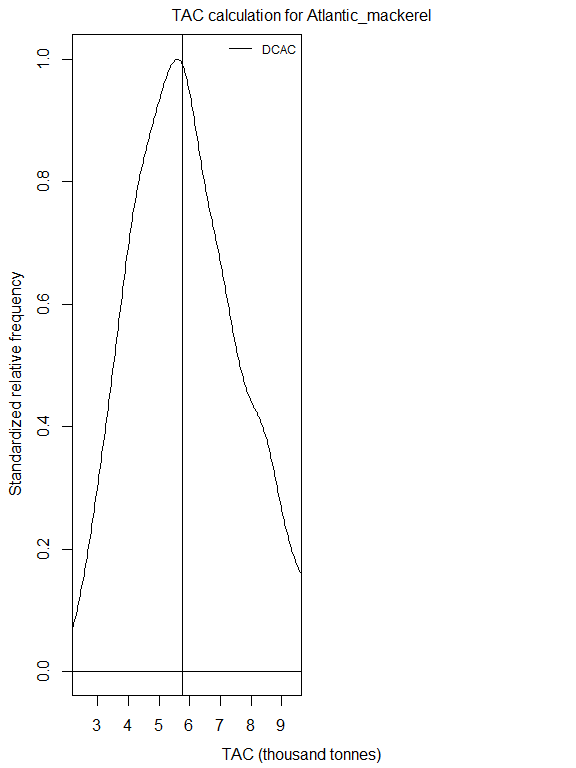 TAC calculation for Atlantic_mackerel
DCAC
Standardized relative frequency
1.0
0.8
0.6
0.4
0.2
0.0
3 4 5 6 7 8 9
TAC (thousand tonnes)